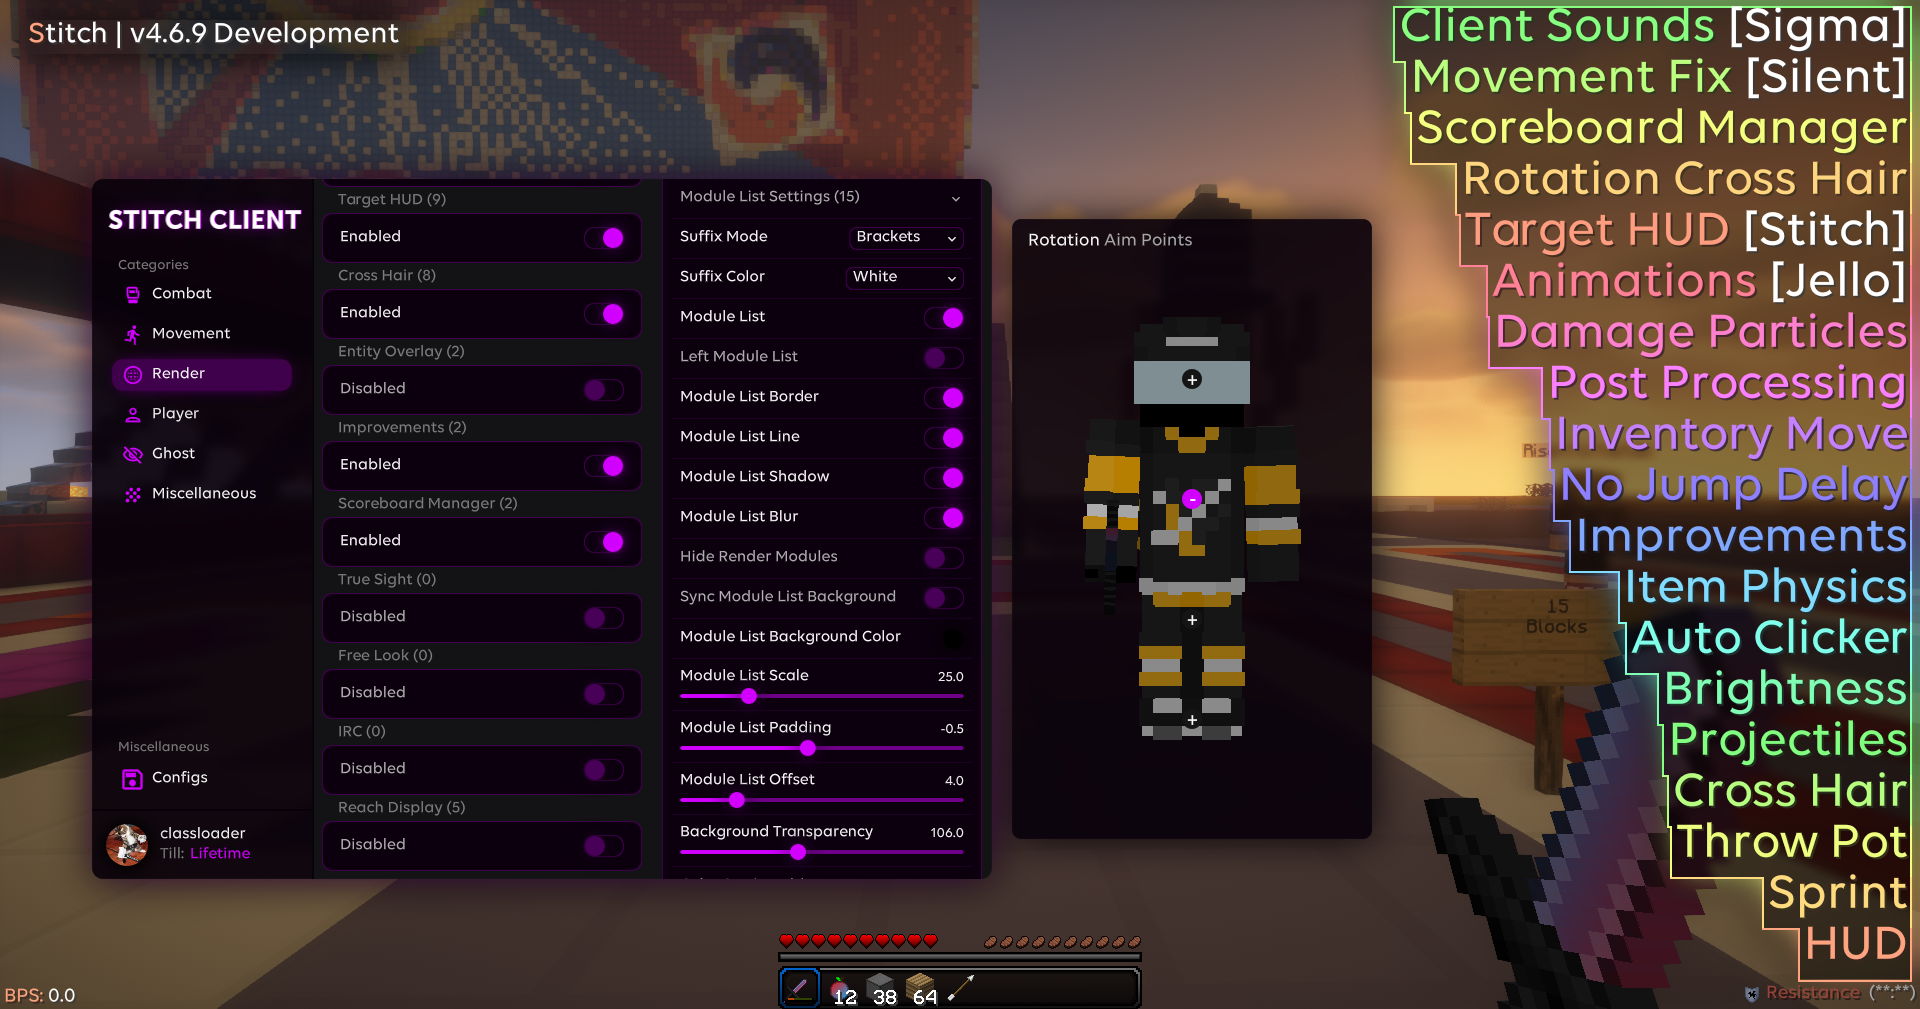 Stitch | v4.6.9 Development
STITCH CLIENT
Categories
Combat
Movement
Render
Player
Ghost
Miscellaneous
Miscellaneous
Configs
classloader
Till: Lifetime
Target HUD (9)
Enabled
Cross Hair (8)
Enabled
Entity Overlay (2)
Disabled
Improvements (2)
Enabled
Scoreboard Manager (2)
Enabled
True Sight (0)
Disabled
Free Look (0)
Disabled
IRC (0)
Disabled
Reach Display (5)
Disabled
Module List Settings (15)
Suffix Mode Brackets
Suffix Color White
Module List
Left Module List
Module List Border
Module List Line
Module List Shadow
Module List Blur
Hide Render Modules
Sync Module List Background
Module List Background Color
Module List Scale 25.0
Module List Padding -0.5
Module List Offset 4.0
Background Transparency 106.0
Rotation Aim Points
+
-
+
+
Client Sounds [Sigma]
Movement Fix [Silent]
Scoreboard Manager
Rotation Cross Hair
Target HUD [Stitch]
Animations [Jello]
Damage Particles
Post Processing
Inventory Move
No Jump Delay
Improvements
Item Physics
Auto Clicker
Brightness
Projectiles
Cross Hair
Throw Pot
Sprint
HUD
15
Blocks
12 38 64
BPS: 0.0
Resistance (**:**)